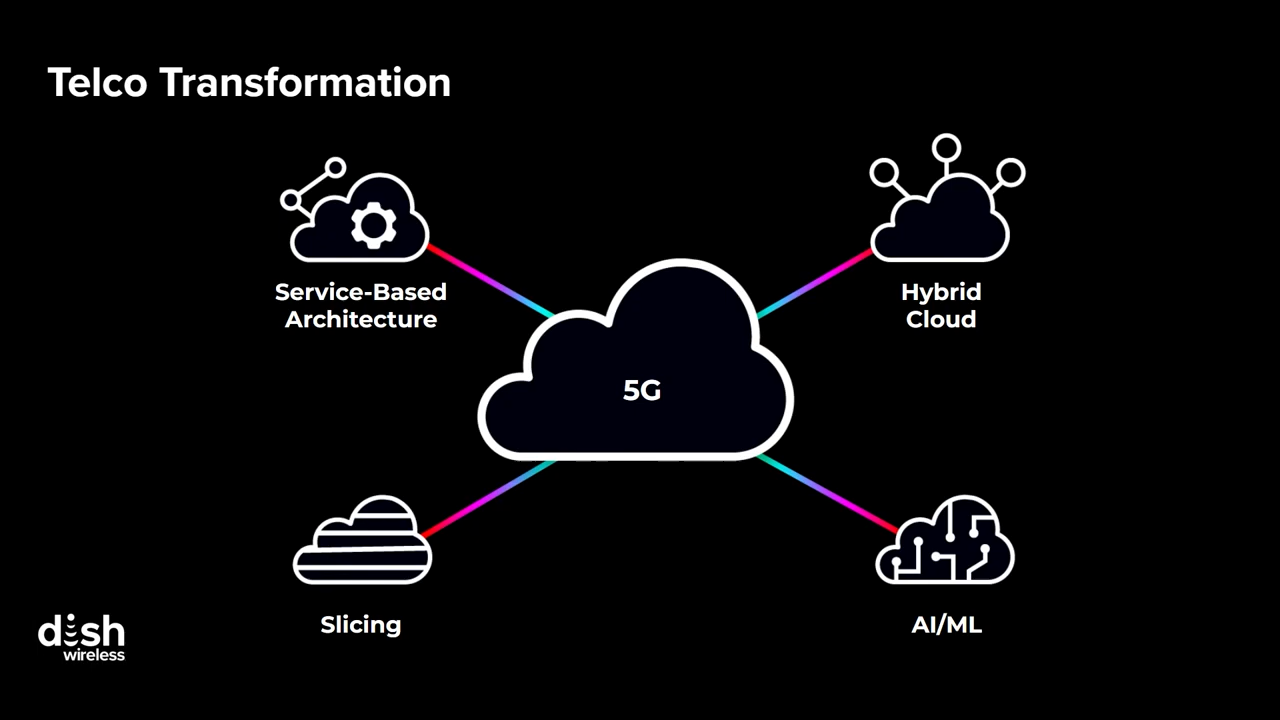 Telco Transformation
Service-Based
Architecture
Hybrid
Cloud
5G
Slicing
AI/ML
dish
wireless